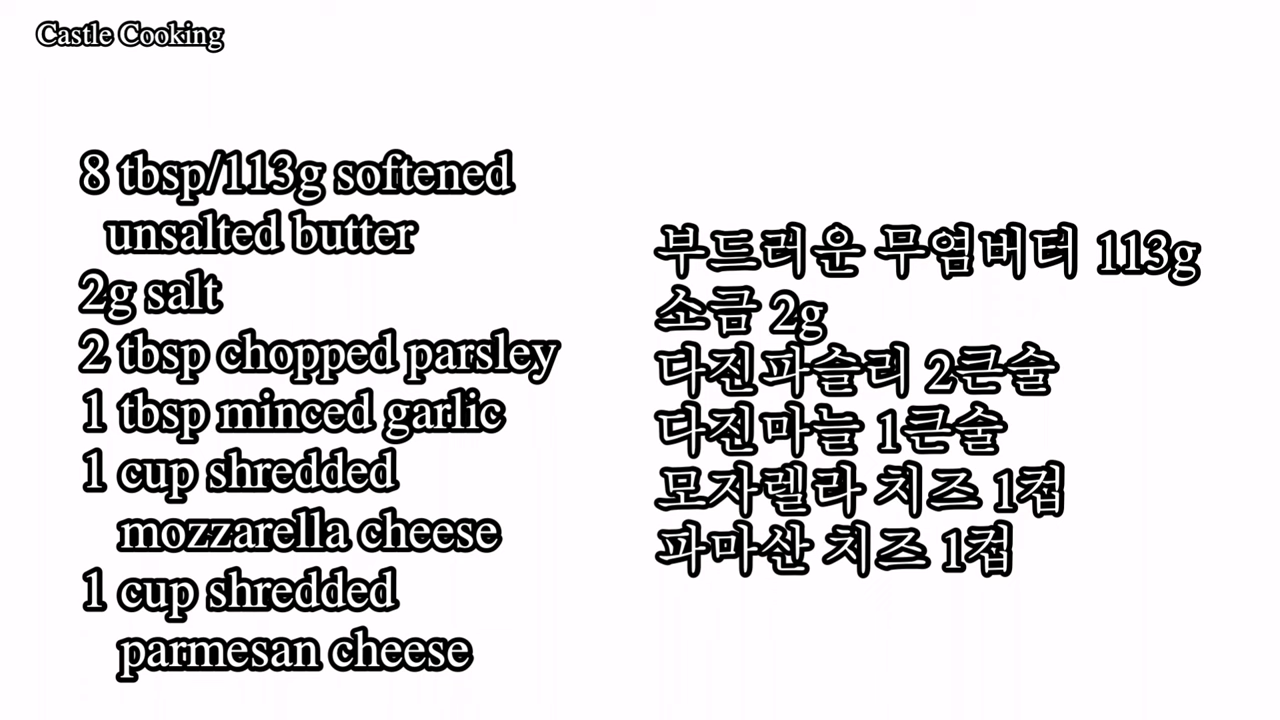 Castle Cooking
8 tbsp/113g softened
unsalted butter
2g salt
2 tbsp chopped parsley
1 tbsp minced garlic
1 cup shredded
mozzarella cheese
1 cup shredded
parmesan cheese
부드러운 무염버터 113g
소금 2g
다진파슬리 2큰술
다진마늘 1큰술
모자렐라 치즈 1컵
파마산 치즈 1컵